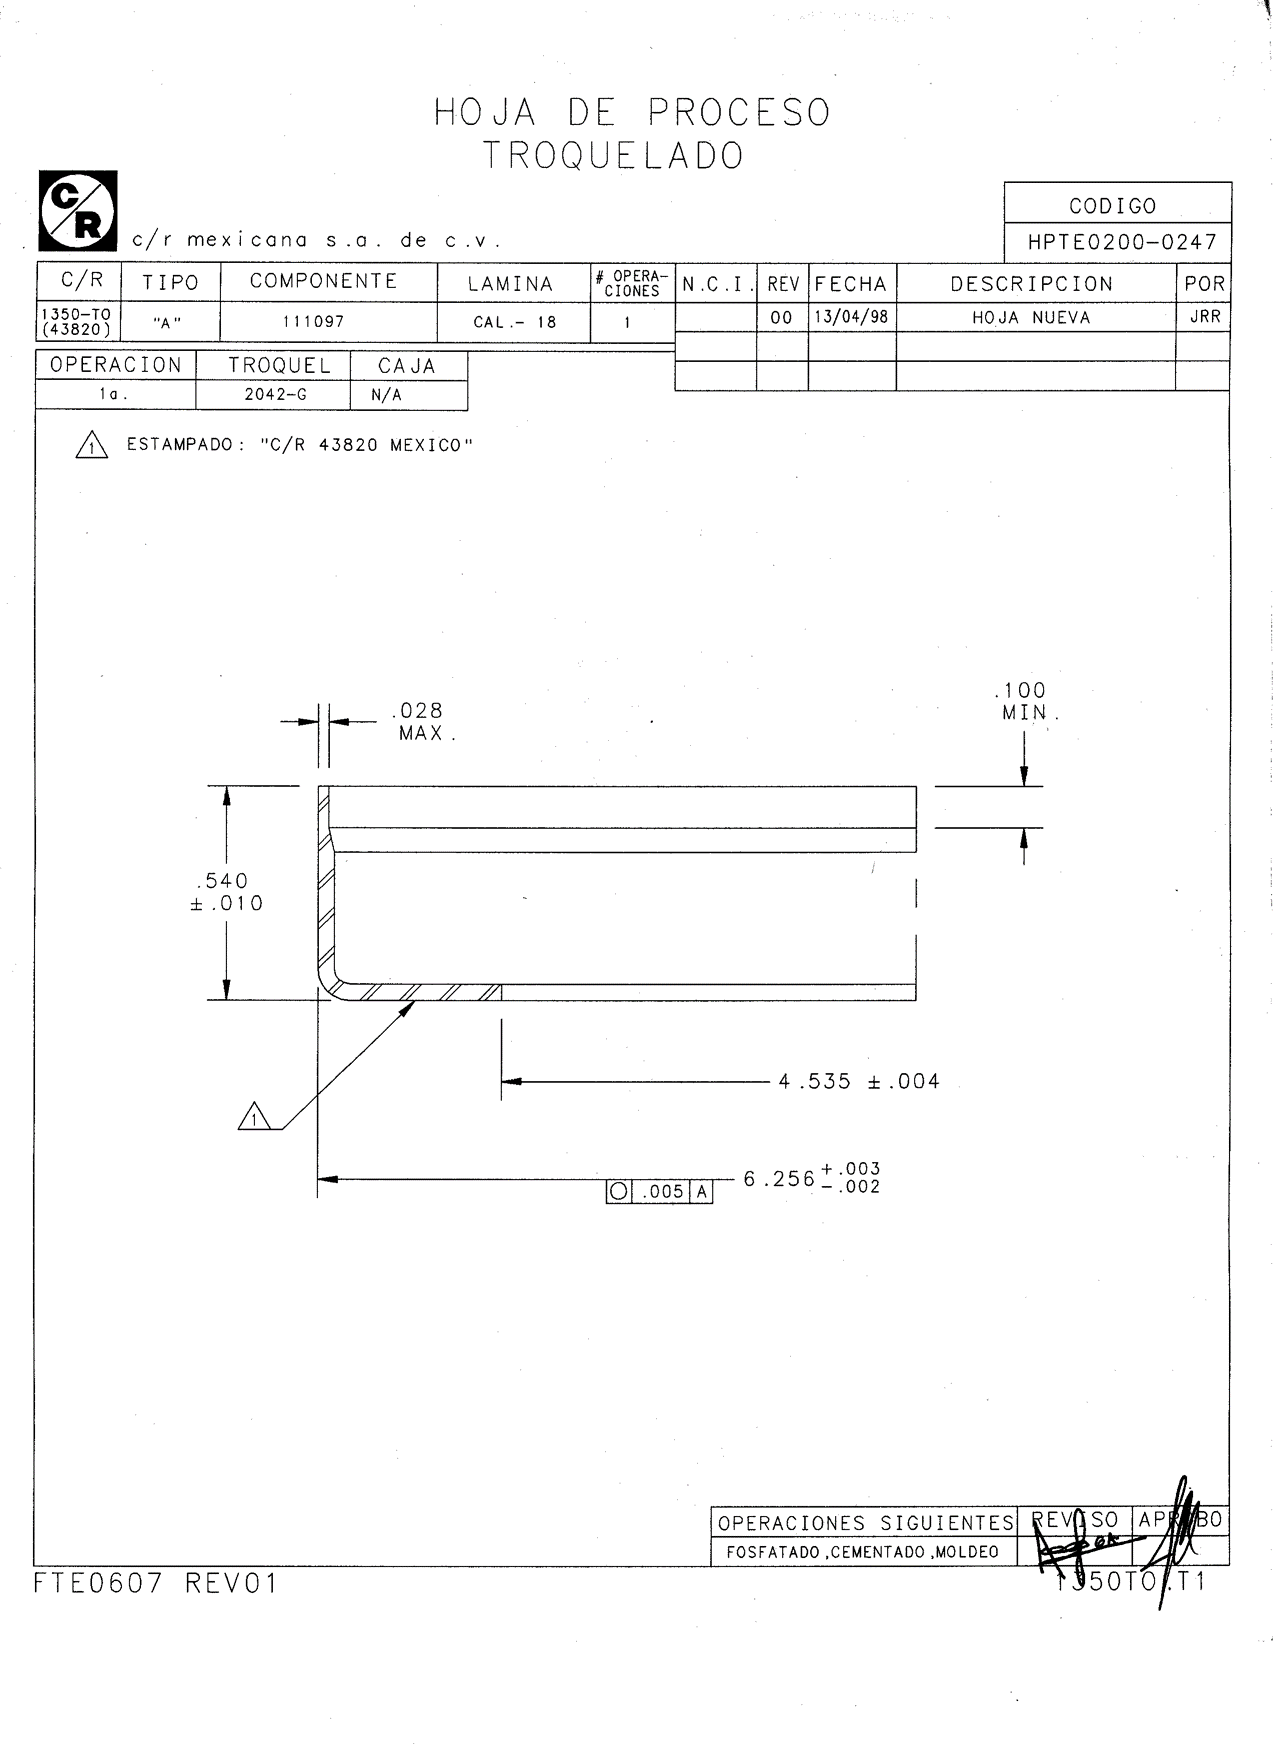 HOJA DE PROCESO
TROQUELADO
C/R
c/r mexicana s.a. de c.v.
CODIGO
HPTE0200-0247
C/R TIPO COMPONENTE LAMINA # OPERA-CIONES N.C.I. REV FECHA DESCRIPCION POR
1350-TO (43820) "A" 111097 CAL.- 18 1 00 13/04/98 HOJA NUEVA JRR
OPERACION TROQUEL CAJA
1a. 2042-G N/A
1 ESTAMPADO: "C/R 43820 MEXICO"
.028
MAX.
.100
MIN.
.540
±.010
4.535 ±.004
1
6.256 +.003 -.002
.005 A
OPERACIONES SIGUIENTES REVISO APROBO
FOSFATADO,CEMENTADO,MOLDEO
FTE0607 REV01
1350TO.T1